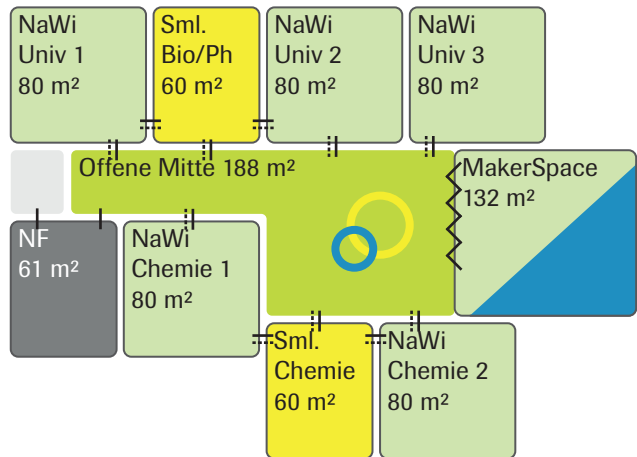 NaWi
Univ 1
80 m²
Sml.
Bio/Ph
60 m²
NaWi
Univ 2
80 m²
NaWi
Univ 3
80 m²
Offene Mitte 188 m²
MakerSpace
132 m²
NF
61 m²
NaWi
Chemie 1
80 m²
Sml.
Chemie
60 m²
NaWi
Chemie 2
80 m²